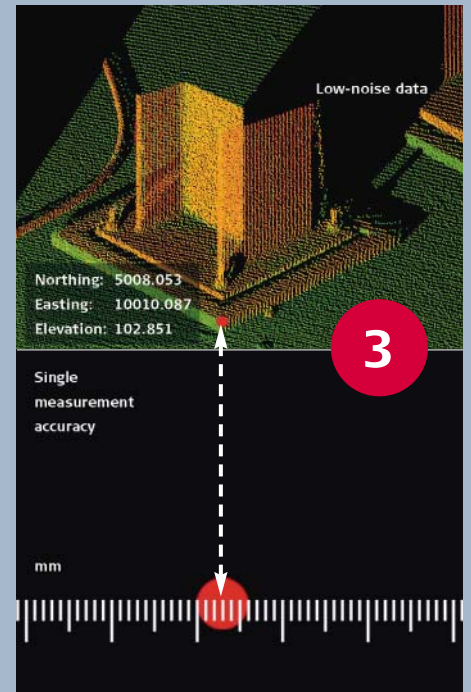 Low-noise data
Northing: 5008.053
Easting: 10010.087
Elevation: 102.851
3
Single
measurement
accuracy
mm